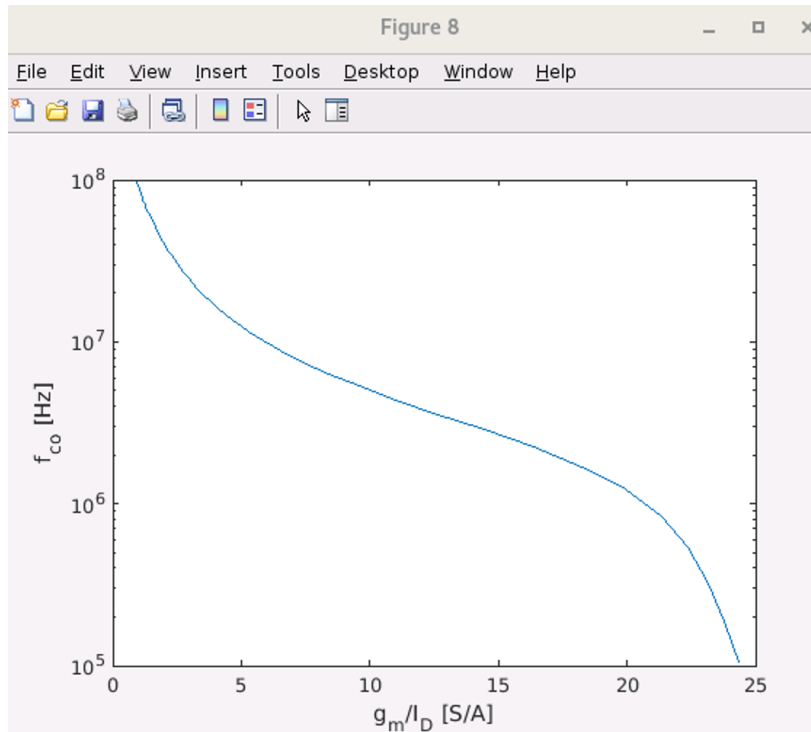 Figure 8
File Edit View Insert Tools Desktop Window Help
10^8
10^7
10^6
10^5
f_co [Hz]
0 5 10 15 20 25
g_m/I_D [S/A]